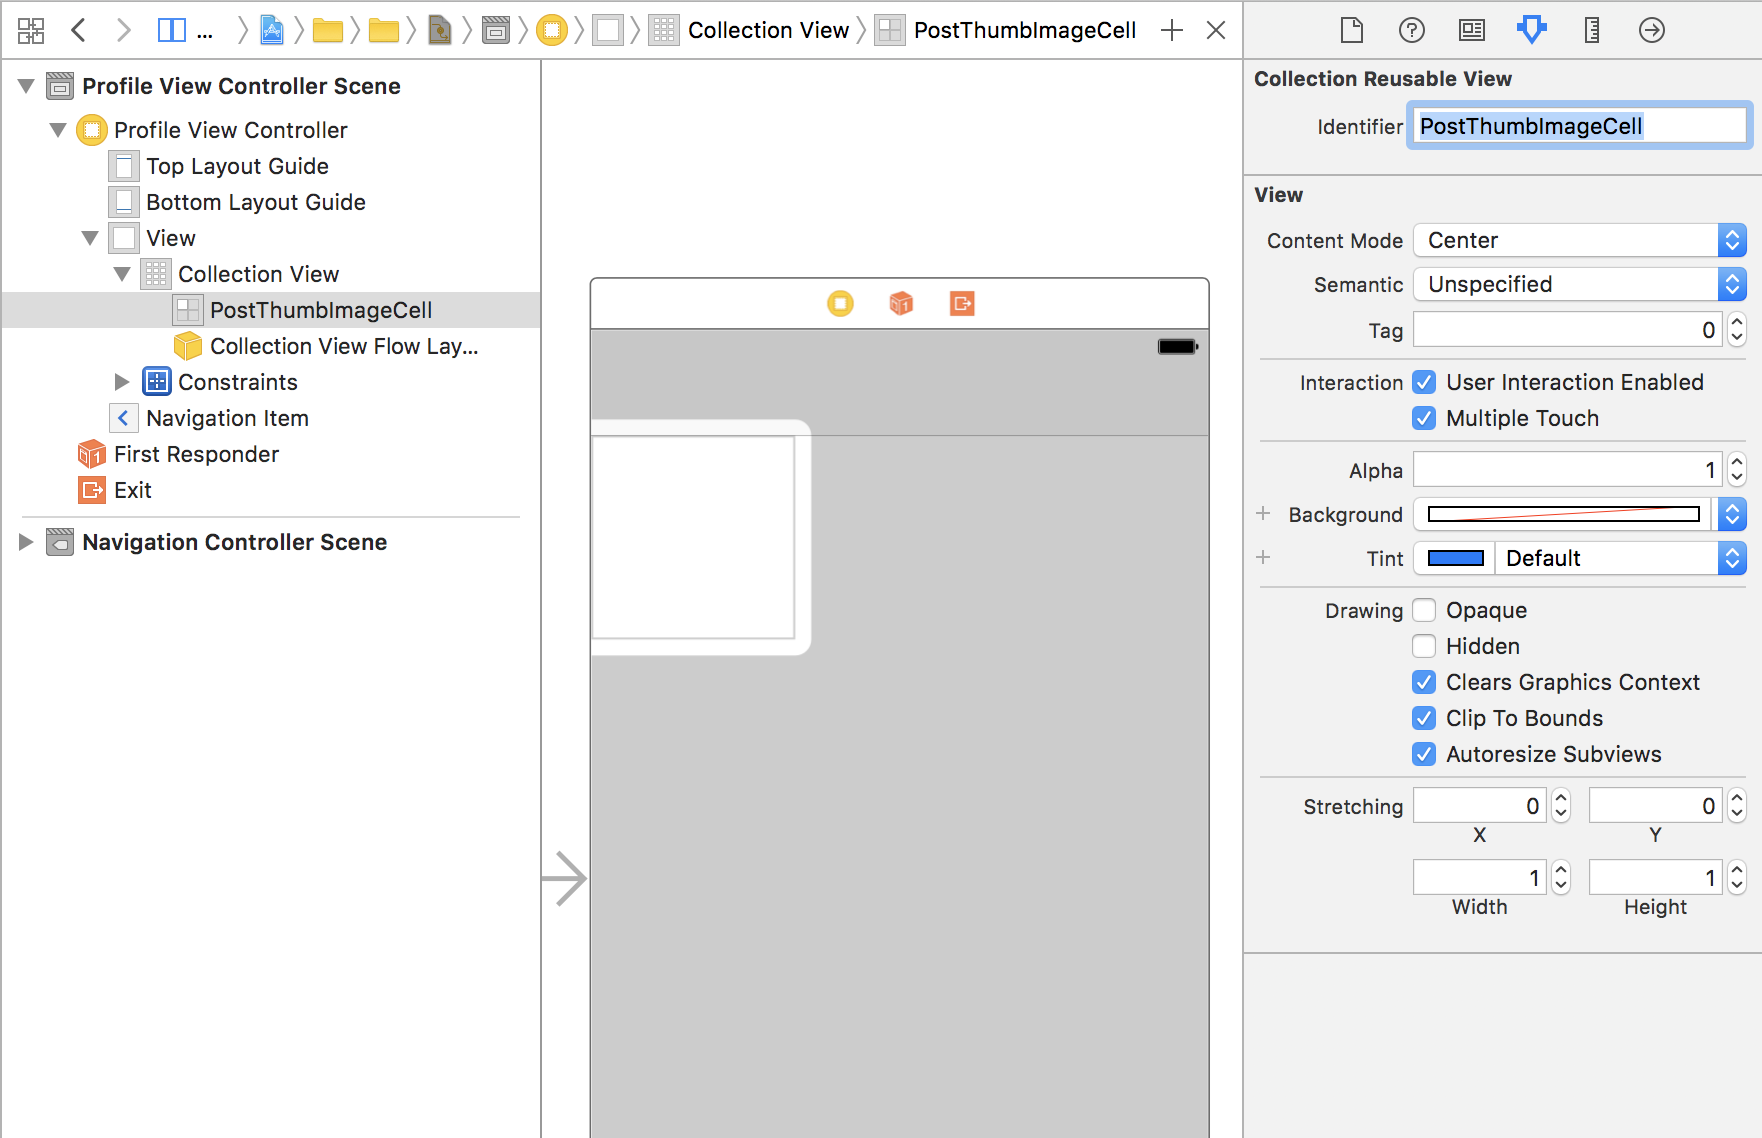 ... Collection View PostThumbImageCell
Profile View Controller Scene
Profile View Controller
Top Layout Guide
Bottom Layout Guide
View
Collection View
PostThumbImageCell
Collection View Flow Lay...
Constraints
Navigation Item
First Responder
Exit
Navigation Controller Scene
Collection Reusable View
Identifier PostThumbImageCell
View
Content Mode Center
Semantic Unspecified
Tag 0
Interaction User Interaction Enabled
Multiple Touch
Alpha 1
Background
Tint Default
Drawing Opaque
Hidden
Clears Graphics Context
Clip To Bounds
Autoresize Subviews
Stretching 0 0
X Y
1 1
Width Height